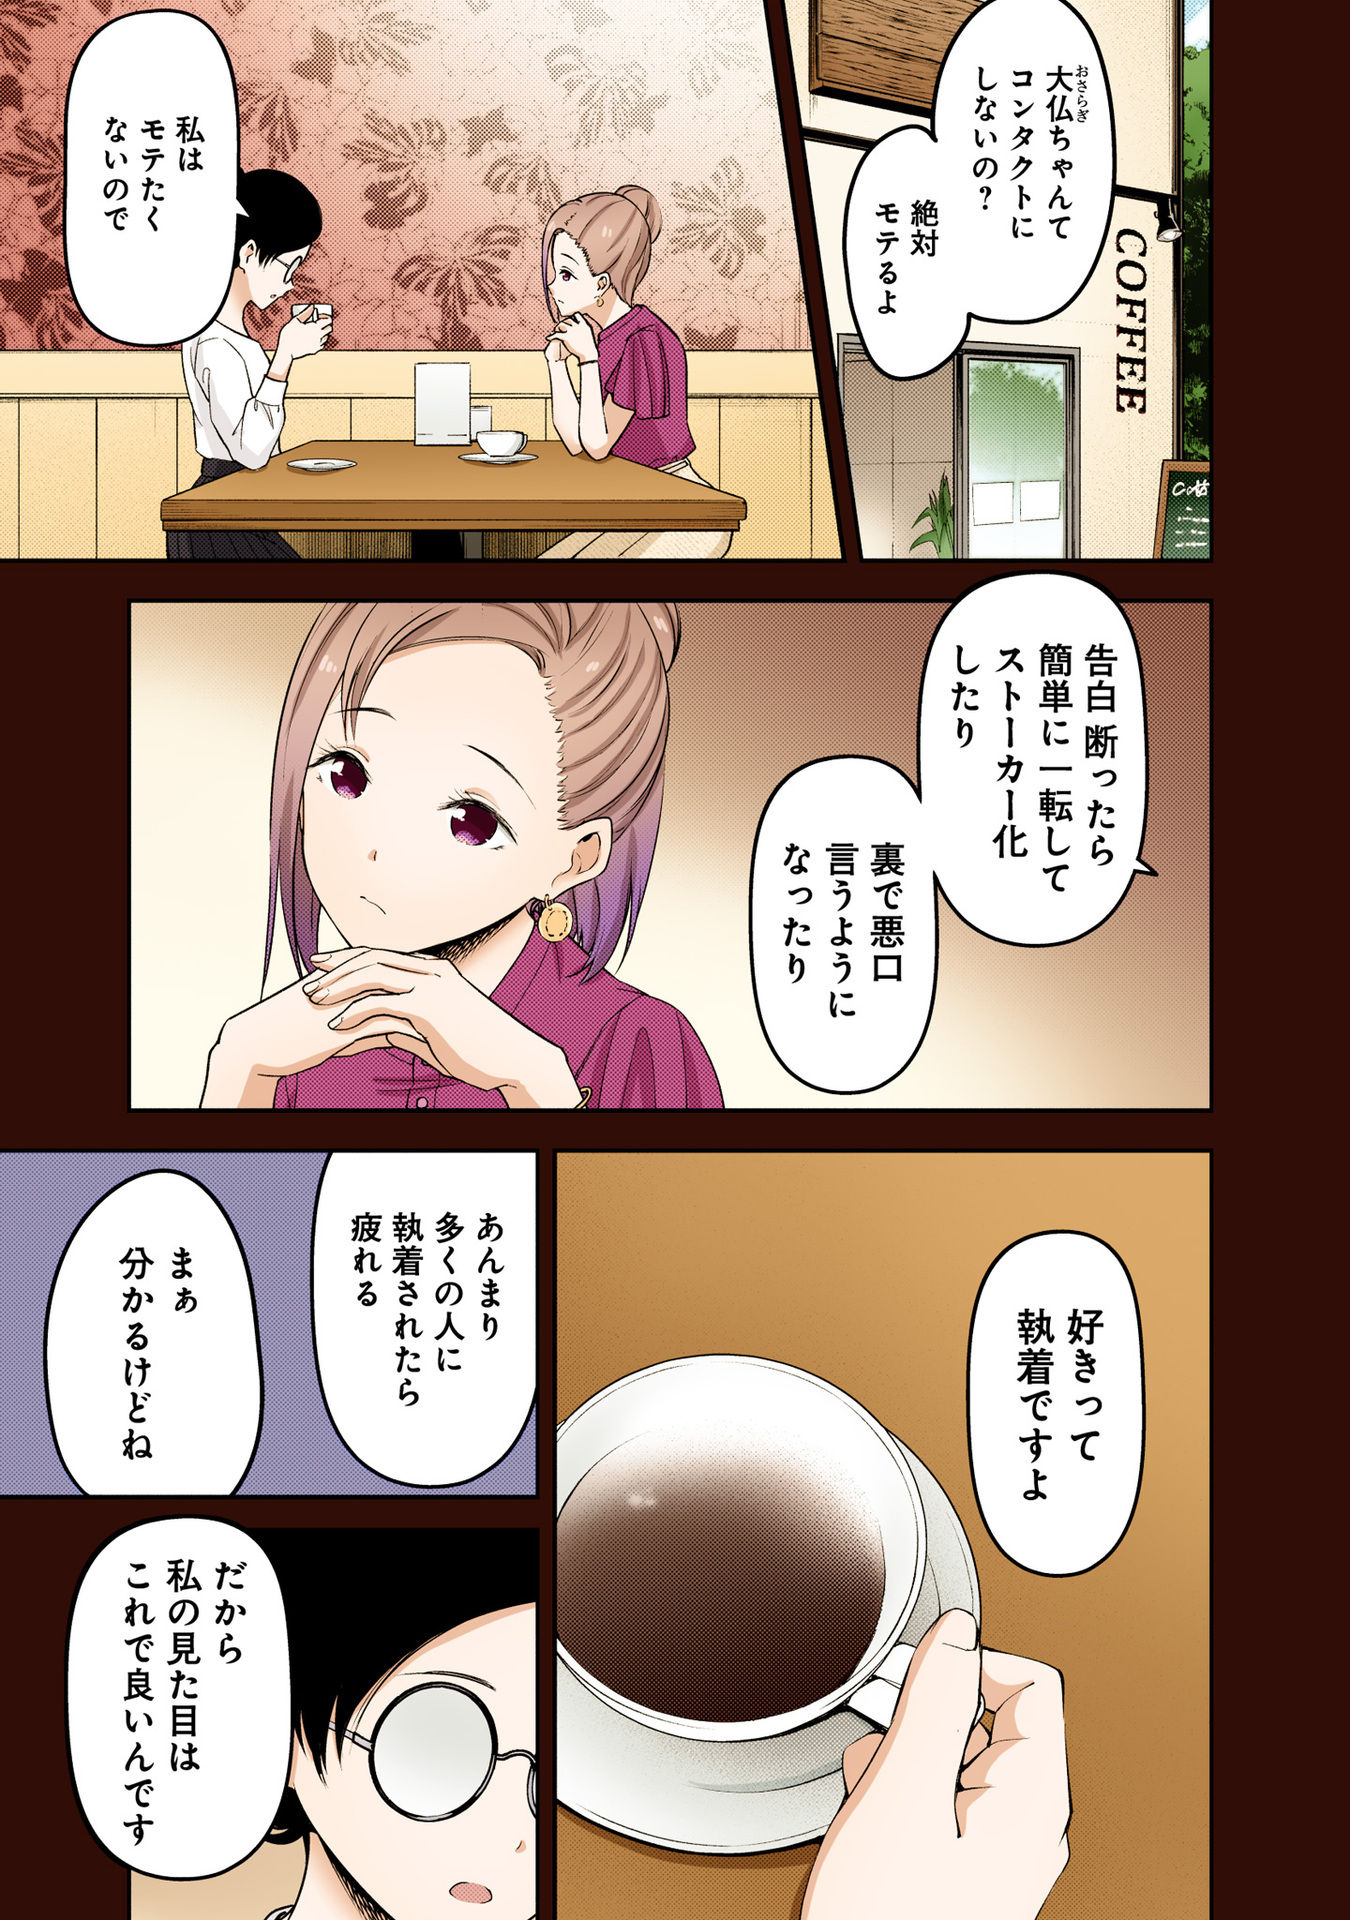 大仏ちゃんて
おさらぎ
コンタクトに
しないの?
絶対
モテるよ
COFFEE
私は
モテたく
ないので
告白断ったら
簡単に一転して
ストーカー化
したり
裏で悪口
言うように
なったり
好きって
執着ですよ
あんまり
多くの人に
執着されたら
疲れる
まぁ
分かるけどね
だから
私の見た目は
これで良いんです